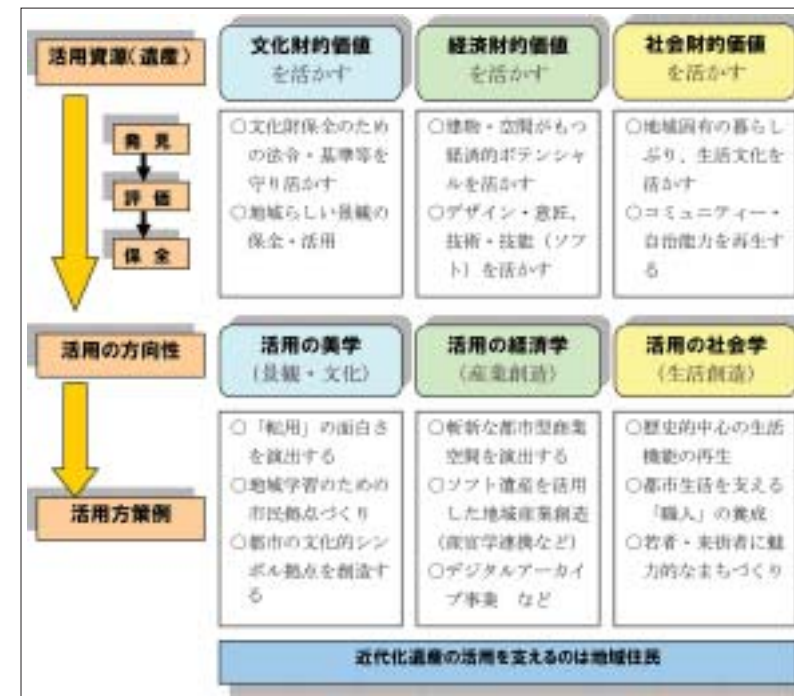 活用資源(遺産)
発見
評価
保全
文化財的価値
を活かす
経済財的価値
を活かす
社会財的価値
を活かす
○文化財保全のため
の法令・基準等を
守り活かす
○地域らしい景観の
保全・活用
○建物・空間がもつ
経済的ポテンシャ
ルを活かす
○デザイン・意匠、
技術・技能（ソフ
ト）を活かす
○地域固有の暮らし
ぶり、生活文化を
活かす
○コミュニティー・
自治能力を再生す
る
活用の方向性
活用の美学
(景観・文化)
活用の経済学
(産業創造)
活用の社会学
(生活創造)
活用方策例
○「転用」の面白さ
を演出する
○地域学習のための
市民拠点づくり
○都市の文化的シン
ボル拠点を創造す
る
○斬新な都市型商業
空間を演出する
○ソフト遺産を活用
した地域産業創造
(産官学連携など)
○デジタルアーカイ
ブ事業　など
○歴史的中心の生活
機能の再生
○都市生活を支える
「職人」の養成
○若者・来街者に魅
力的なまちづくり
近代化遺産の活用を支えるのは地域住民